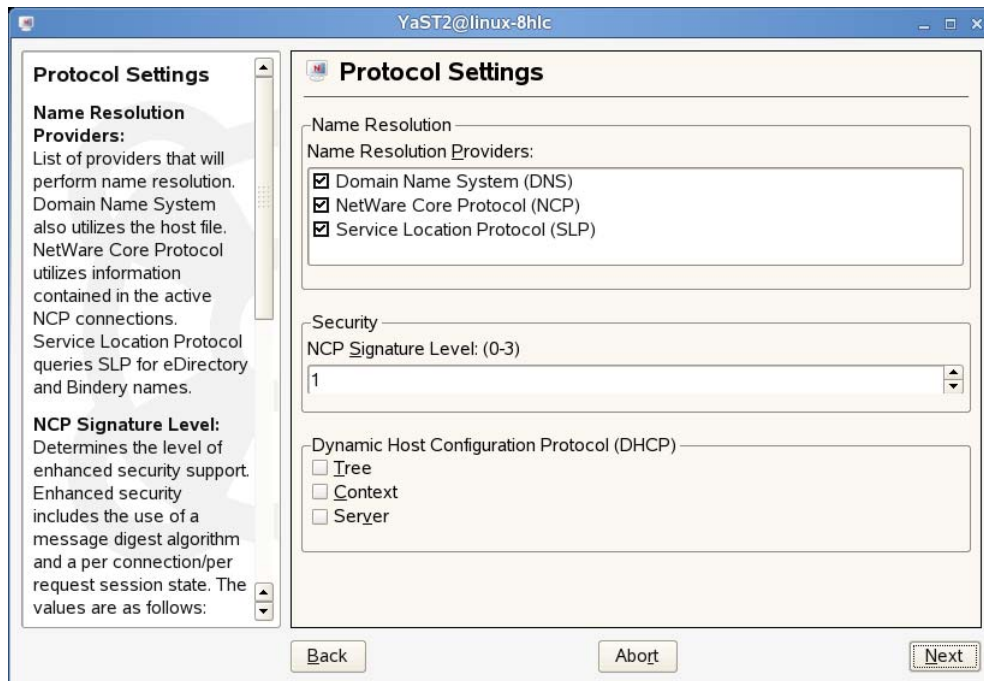 YaST2@linux-8hlc
Protocol Settings
Name Resolution
Providers:
List of providers that will
perform name resolution.
Domain Name System
also utilizes the host file.
NetWare Core Protocol
utilizes information
contained in the active
NCP connections.
Service Location Protocol
queries SLP for eDirectory
and Bindery names.
NCP Signature Level:
Determines the level of
enhanced security support.
Enhanced security
includes the use of a
message digest algorithm
and a per connection/per
request session state. The
values are as follows:
Protocol Settings
Name Resolution
Name Resolution Providers:
Domain Name System (DNS)
NetWare Core Protocol (NCP)
Service Location Protocol (SLP)
Security
NCP Signature Level: (0-3)
1
Dynamic Host Configuration Protocol (DHCP)
Tree
Context
Server
Back
Abort
Next